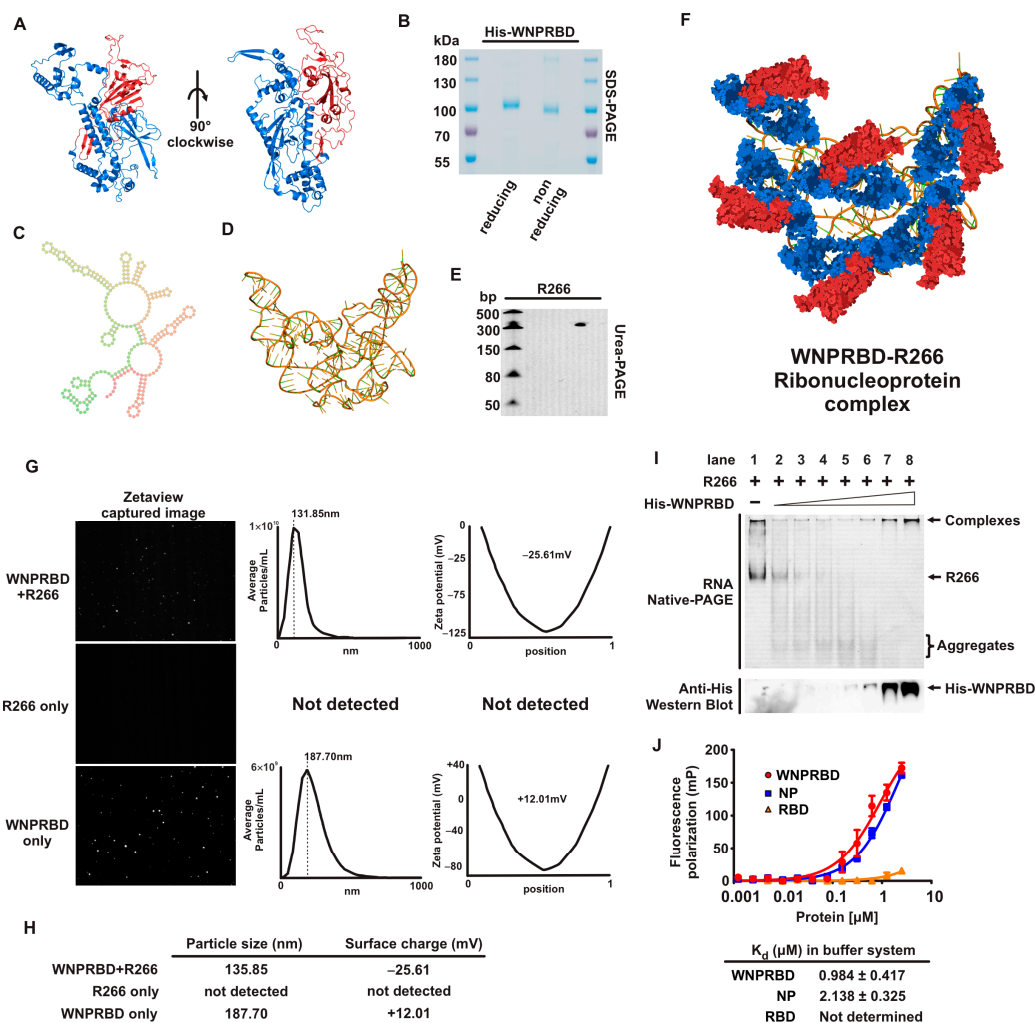 A
90°
clockwise
B
His-WNPRBD
kDa
180
130
100
70
55
SDS-PAGE
reducing
non
reducing
C
D
E
R266
bp
500
300
150
80
50
Urea-PAGE
F
WNPRBD-R266
Ribonucleoprotein
complex
G
Zetaview
captured image
WNPRBD
+R266
R266 only
WNPRBD
only
131.85nm
1×10¹⁰
Average
Particles/mL
0
nm
1000
Zeta potential (mV)
0
−25
−75
−125
−25.61mV
0
position
1
Not detected
Not detected
187.70nm
6×10⁹
Average
Particles/mL
0
nm
1000
Zeta potential (mV)
+40
0
−40
−80
+12.01mV
0
position
1
H
Particle size (nm) Surface charge (mV)
WNPRBD+R266 135.85 −25.61
R266 only not detected not detected
WNPRBD only 187.70 +12.01
I
lane 1 2 3 4 5 6 7 8
R266 + + + + + + + +
His-WNPRBD −
RNA
Native-PAGE
Complexes
R266
Aggregates
Anti-His
Western Blot
His-WNPRBD
J
Fluorescence
polarization (mP)
200
150
100
50
0
WNPRBD
NP
RBD
0.001 0.01 0.1 1 10
Protein [µM]
Kd (µM) in buffer system
WNPRBD 0.984 ± 0.417
NP 2.138 ± 0.325
RBD Not determined